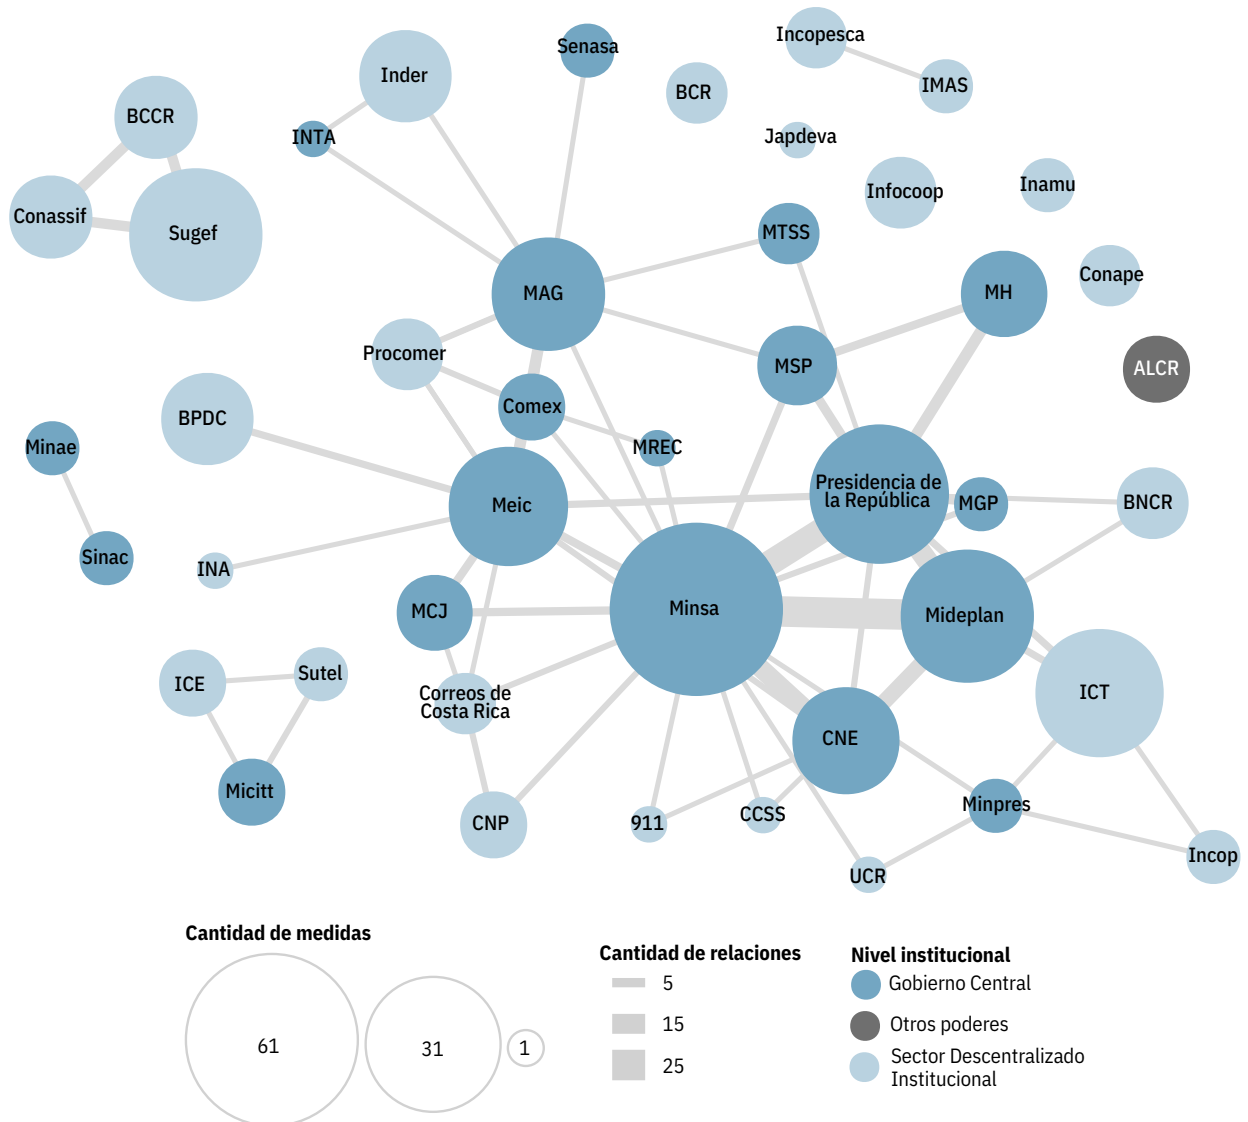 Incopesca
Senasa
Inder
IMAS
BCR
BCCR
INTA
Japdeva
Inamu
Infocoop
Conassif
Sugef
MTSS
Conape
MAG
MH
Procomer
MSP
ALCR
Comex
BPDC
Minae
MREC
Presidencia de
la República
MGP
BNCR
Meic
Sinac
INA
MCJ
Minsa
Mideplan
ICE
Sutel
Correos de
Costa Rica
ICT
CNE
Micitt
CNP
911
CCSS
Minpres
Incop
UCR
Cantidad de medidas
61
31
1
Cantidad de relaciones
5
15
25
Nivel institucional
Gobierno Central
Otros poderes
Sector Descentralizado
Institucional